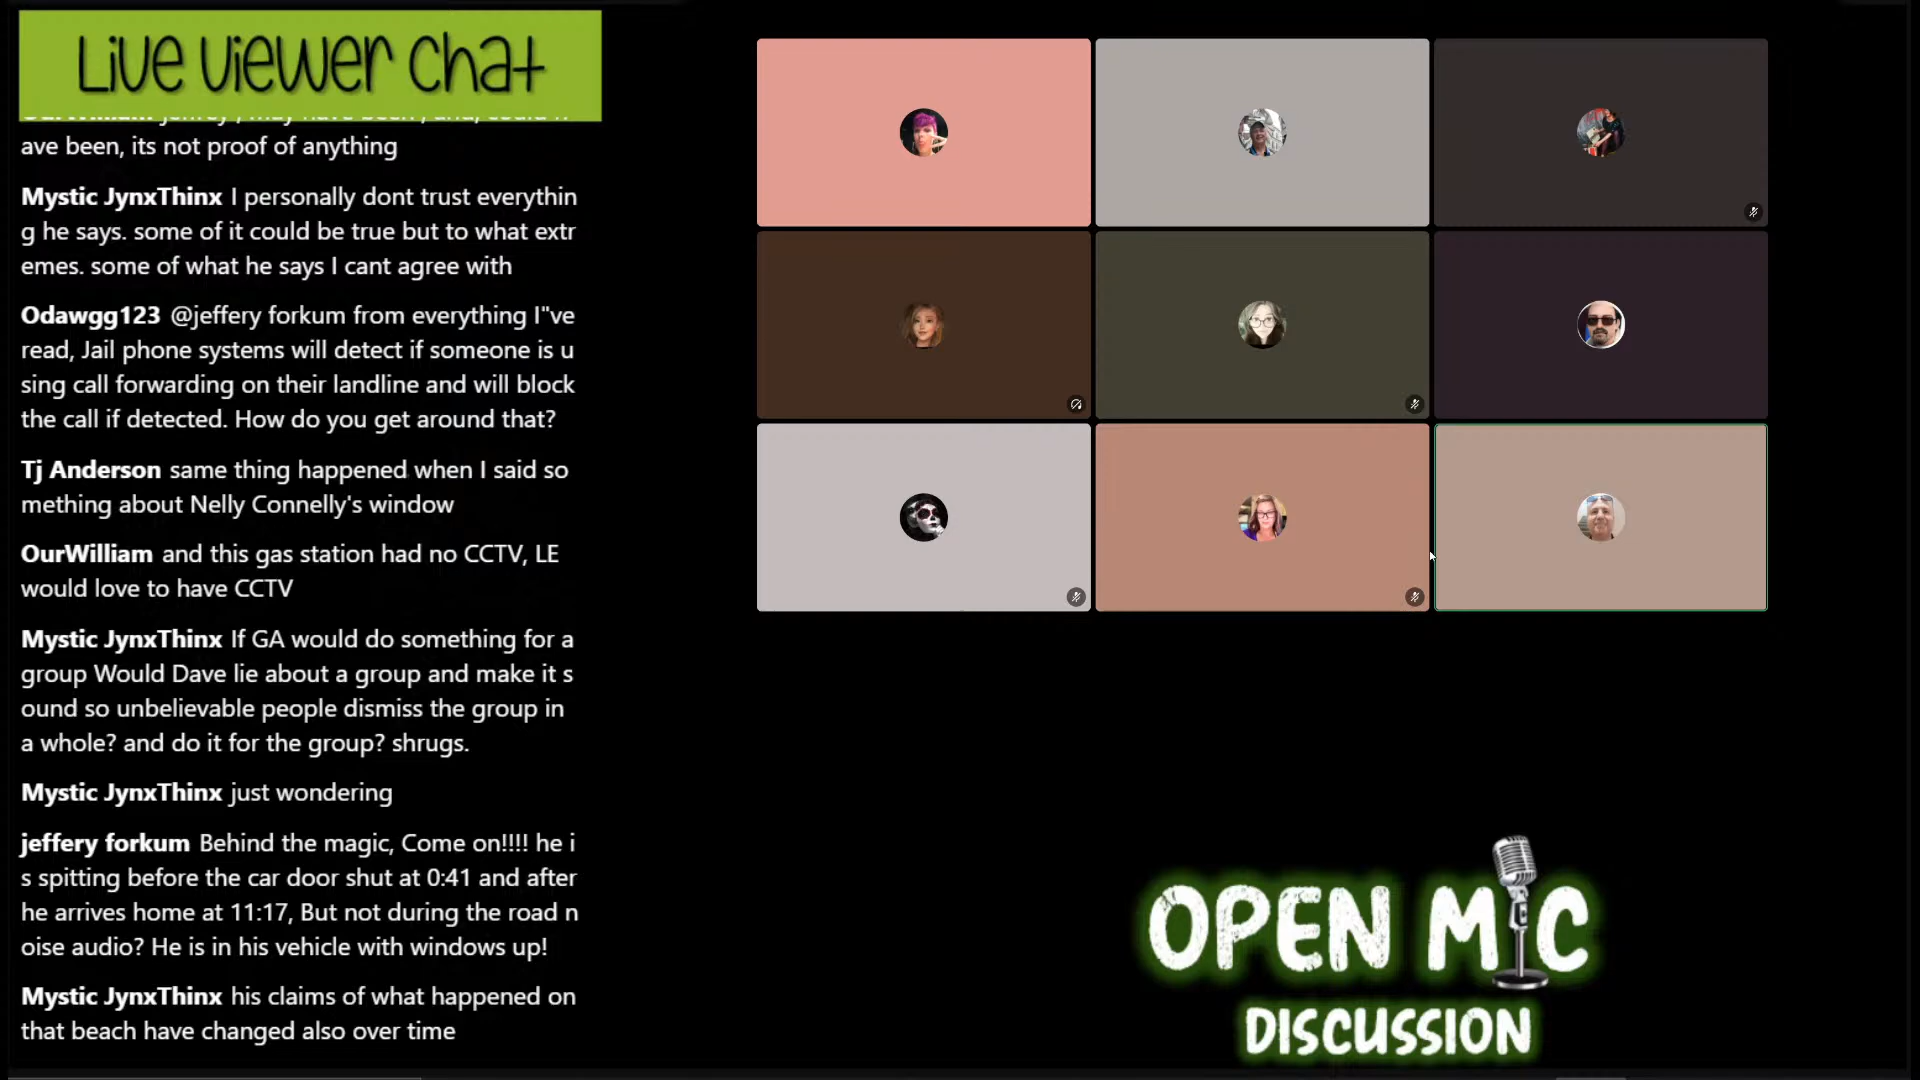 Live Viewer Chat
ave been, its not proof of anything
Mystic JynxThinx I personally dont trust everythin
g he says. some of it could be true but to what extr
emes. some of what he says I cant agree with
Odawgg123 @jeffery forkum from everything I"ve
read, Jail phone systems will detect if someone is u
sing call forwarding on their landline and will block
the call if detected. How do you get around that?
Tj Anderson same thing happened when I said so
mething about Nelly Connelly's window
OurWilliam and this gas station had no CCTV, LE
would love to have CCTV
Mystic JynxThinx If GA would do something for a
group Would Dave lie about a group and make it s
ound so unbelievable people dismiss the group in
a whole? and do it for the group? shrugs.
Mystic JynxThinx just wondering
jeffery forkum Behind the magic, Come on!!!! he i
s spitting before the car door shut at 0:41 and after
he arrives home at 11:17, But not during the road n
oise audio? He is in his vehicle with windows up!
Mystic JynxThinx his claims of what happened on
that beach have changed also over time
OPEN MIC
DISCUSSION